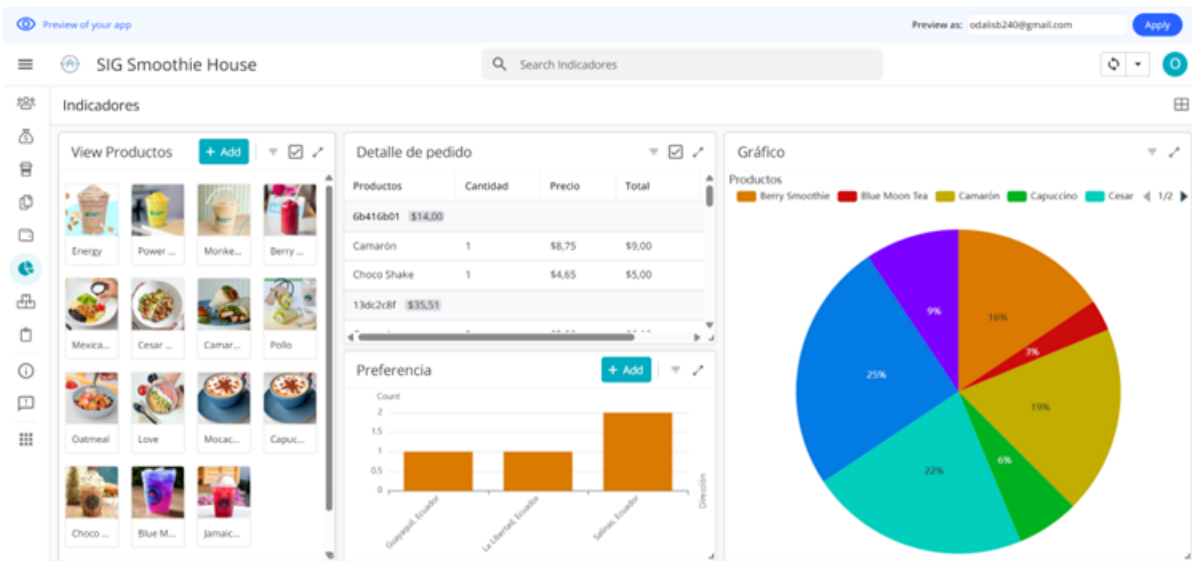 Preview of your app
Preview as: odalisb240@gmail.com
Apply
SIG Smoothie House
Search Indicadores
O
Indicadores
View Productos
+ Add
Energy
Power ...
Monke...
Berry ...
Mexica...
Cesar ...
Camar...
Pollo
Oatmeal
Love
Mocac...
Capuc...
Choco ...
Blue M...
Jamaic...
Detalle de pedido
Productos Cantidad Precio Total
6b416b01 $14,00
Camarón 1 $8,75 $9,00
Choco Shake 1 $4,65 $5,00
13dc2c8f $35,51
Preferencia
+ Add
Count
2
1.5
1
0.5
0
Guayaquil, Ecuador
La Libertad, Ecuador
Salinas, Ecuador
Dirección
Gráfico
Productos
Berry Smoothie Blue Moon Tea Camarón Capuccino Cesar 1/2
9%
16%
3%
25%
19%
6%
22%